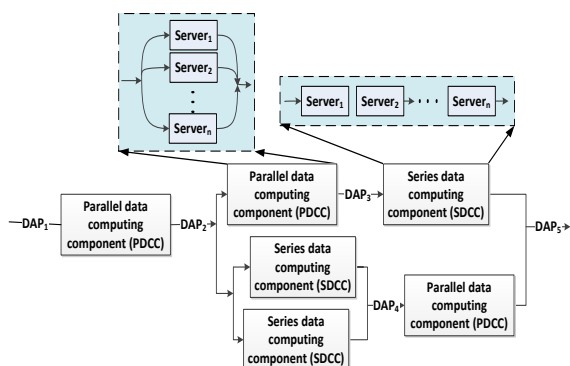 Server1
Server2
Servern
Server1
Server2
Servern
Parallel data
computing
component (PDCC)
Series data
computing
component (SDCC)
DAP3
DAP1
Parallel data
computing
component (PDCC)
DAP2
DAP5
Series data
computing
component (SDCC)
DAP4
Parallel data
computing
component (PDCC)
Series data
computing
component (SDCC)